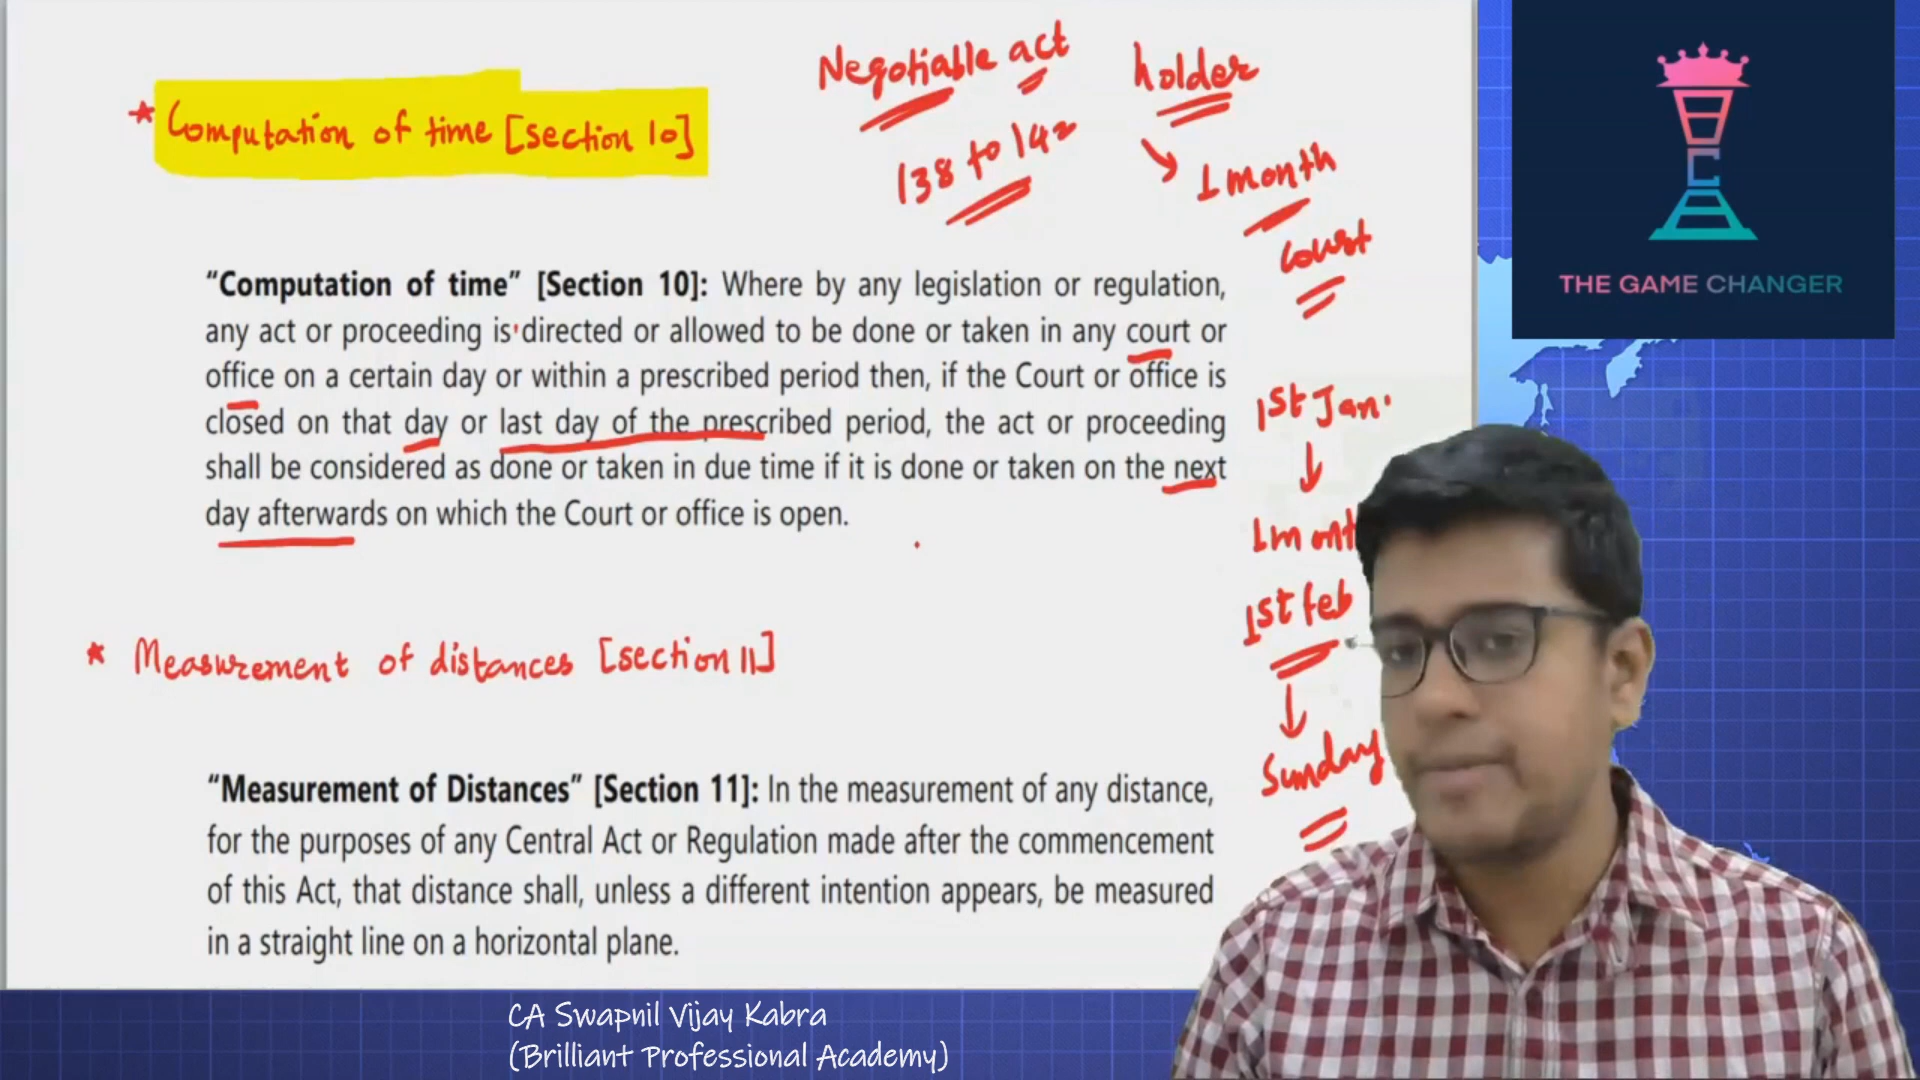 Negotiable act
138 to 142
holder
1 month
court
* Computation of time [section 10]
“Computation of time” [Section 10]: Where by any legislation or regulation,
any act or proceeding is directed or allowed to be done or taken in any court or
office on a certain day or within a prescribed period then, if the Court or office is
closed on that day or last day of the prescribed period, the act or proceeding
shall be considered as done or taken in due time if it is done or taken on the next
day afterwards on which the Court or office is open.
1st Jan.
1 mont
1st feb
Sunday
* Measurement of distances [section 11]
“Measurement of Distances” [Section 11]: In the measurement of any distance,
for the purposes of any Central Act or Regulation made after the commencement
of this Act, that distance shall, unless a different intention appears, be measured
in a straight line on a horizontal plane.
THE GAME CHANGER
CA Swapnil Vijay Kabra
(Brilliant Professional Academy)